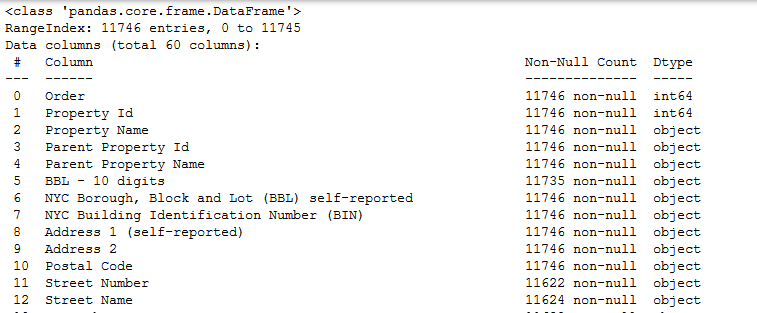 <class 'pandas.core.frame.DataFrame'>
RangeIndex: 11746 entries, 0 to 11745
Data columns (total 60 columns):
 #   Column                                                      Non-Null Count  Dtype
---  ------                                                      --------------  -----
 0   Order                                                       11746 non-null  int64
 1   Property Id                                                 11746 non-null  int64
 2   Property Name                                               11746 non-null  object
 3   Parent Property Id                                          11746 non-null  object
 4   Parent Property Name                                        11746 non-null  object
 5   BBL - 10 digits                                             11735 non-null  object
 6   NYC Borough, Block and Lot (BBL) self-reported              11746 non-null  object
 7   NYC Building Identification Number (BIN)                    11746 non-null  object
 8   Address 1 (self-reported)                                   11746 non-null  object
 9   Address 2                                                   11746 non-null  object
 10  Postal Code                                                 11746 non-null  object
 11  Street Number                                               11622 non-null  object
 12  Street Name                                                 11624 non-null  object